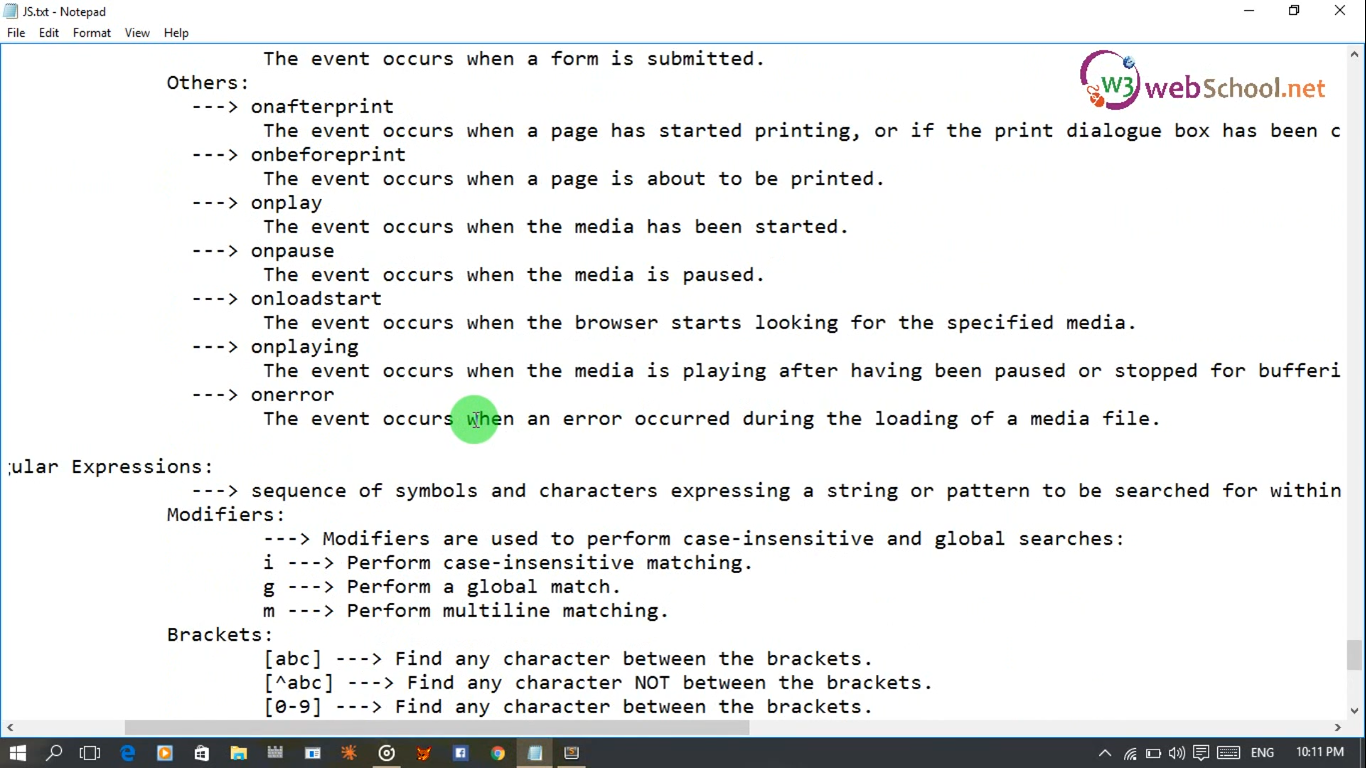 JS.txt - Notepad
File Edit Format View Help
The event occurs when a form is submitted.
W3 webSchool.net
Others:
---> onafterprint
The event occurs when a page has started printing, or if the print dialogue box has been c
---> onbeforeprint
The event occurs when a page is about to be printed.
---> onplay
The event occurs when the media has been started.
---> onpause
The event occurs when the media is paused.
---> onloadstart
The event occurs when the browser starts looking for the specified media.
---> onplaying
The event occurs when the media is playing after having been paused or stopped for bufferi
---> onerror
The event occurs when an error occurred during the loading of a media file.
gular Expressions:
---> sequence of symbols and characters expressing a string or pattern to be searched for within
Modifiers:
---> Modifiers are used to perform case-insensitive and global searches:
i ---> Perform case-insensitive matching.
g ---> Perform a global match.
m ---> Perform multiline matching.
Brackets:
[abc] ---> Find any character between the brackets.
[^abc] ---> Find any character NOT between the brackets.
[0-9] ---> Find any character between the brackets.
ENG 10:11 PM